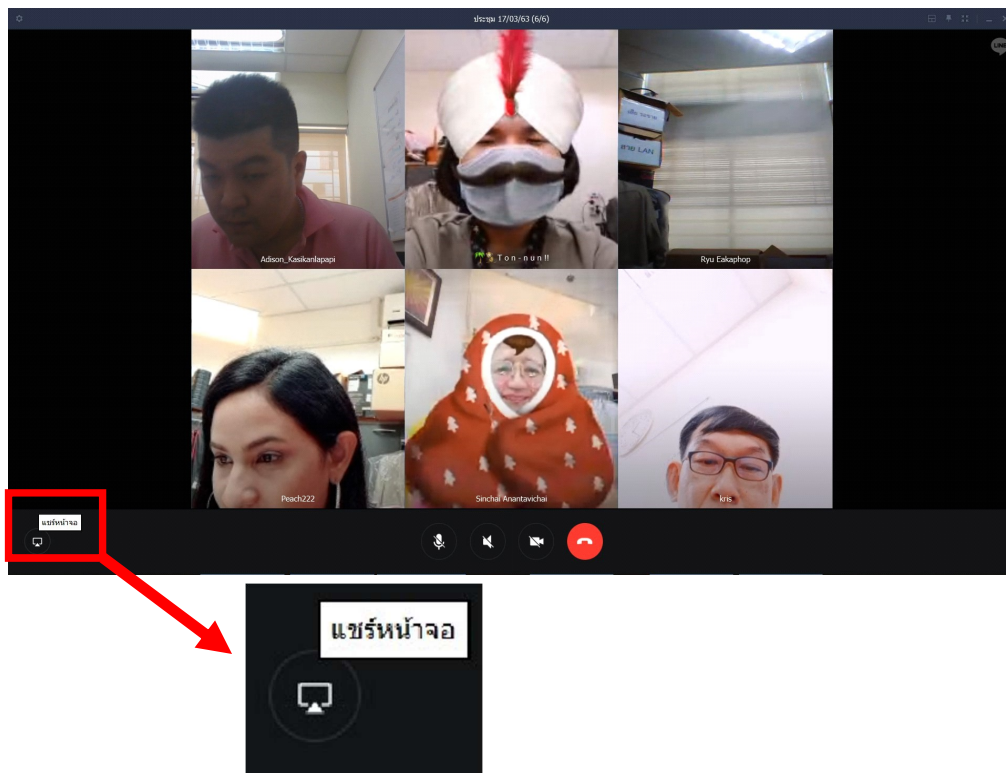 ประชุม 17/03/63 (6/6)
LINE
สาย LAN
Adison_Kasikanlapapi
Ton-nun!!
Ryu Eakaphop
hp
Peach222
Sinchai Anantavichai
kris
แชร์หน้าจอ
แชร์หน้าจอ